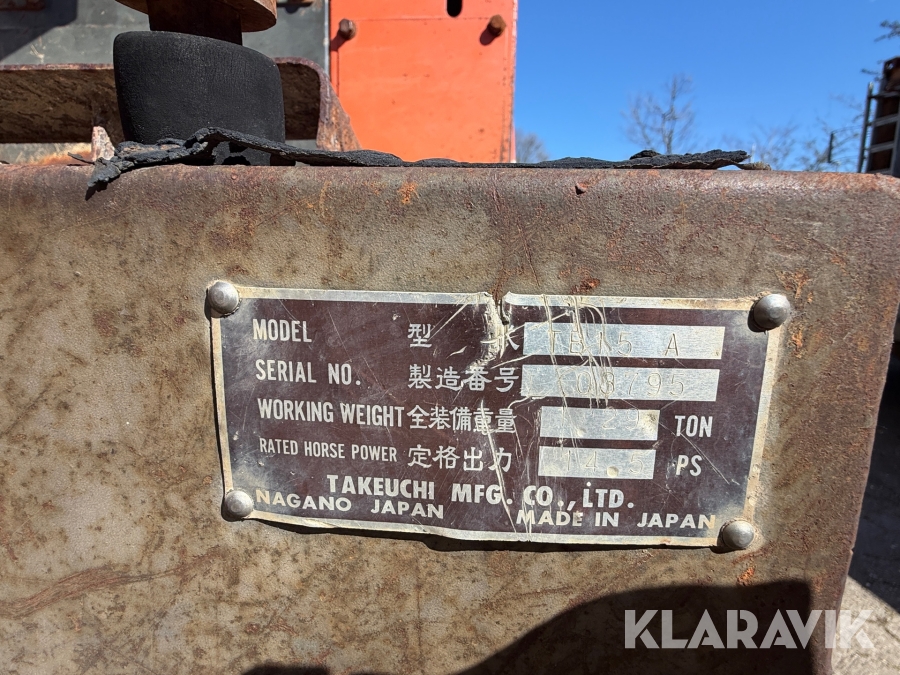 MODEL 型 式 TB15 A
SERIAL NO. 製造番号
WORKING WEIGHT 全装備重量 TON
RATED HORSE POWER 定格出力 14.5 PS
TAKEUCHI MFG. CO., LTD.
NAGANO JAPAN MADE IN JAPAN
KLARAVIK